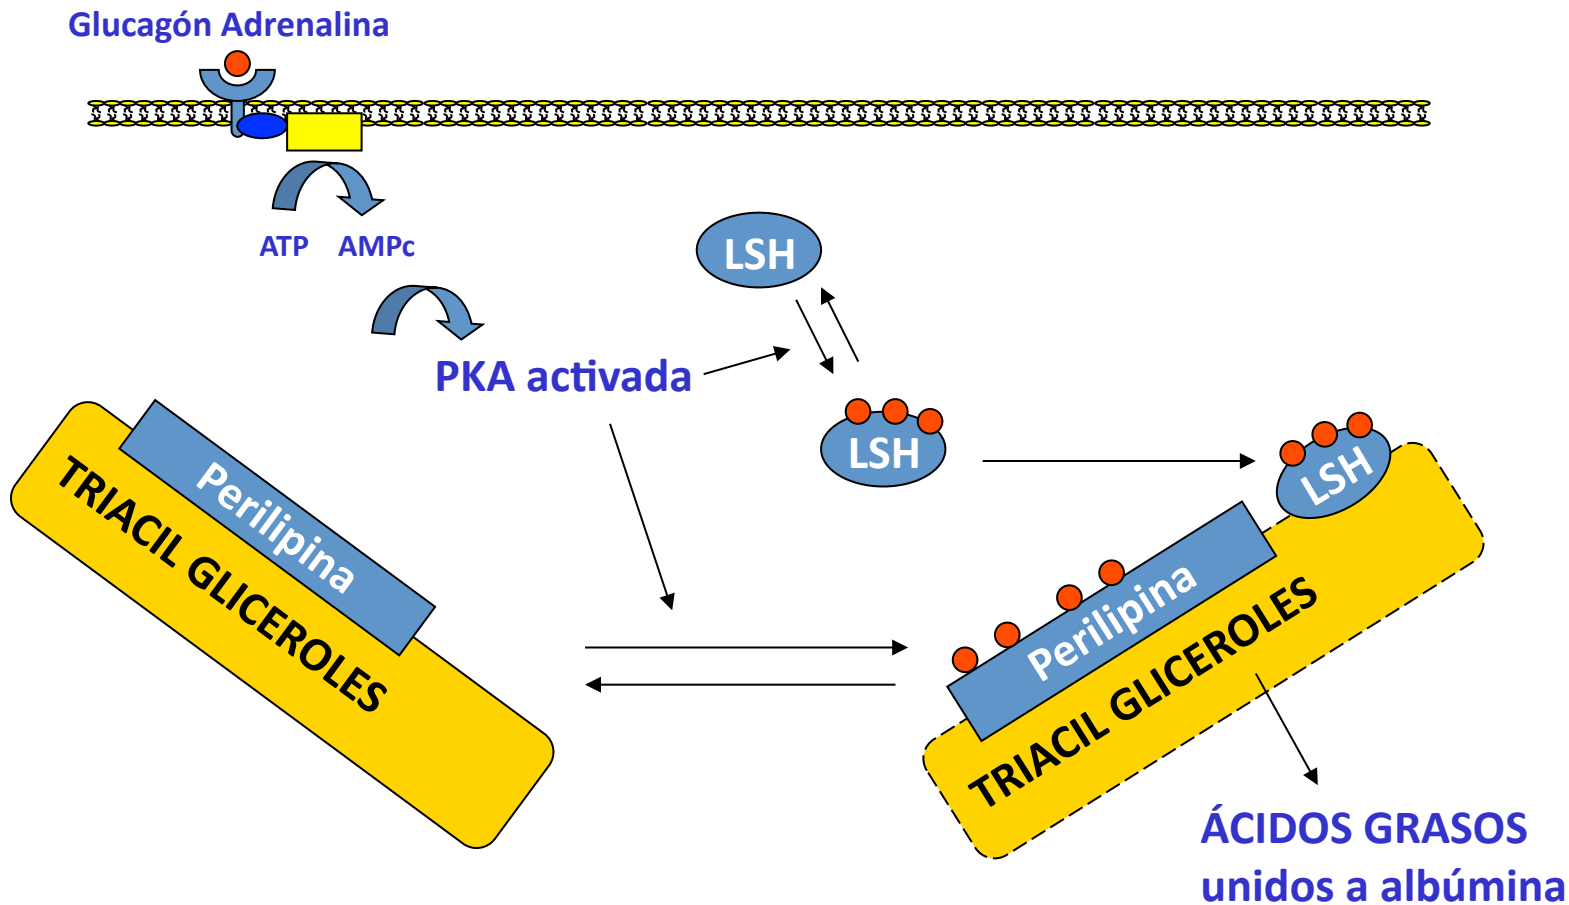 Glucagón Adrenalina
ATP AMPc
LSH
PKA activada
LSH
LSH
Perilipina
TRIACIL GLICEROLES
Perilipina
TRIACIL GLICEROLES
ÁCIDOS GRASOS
unidos a albúmina